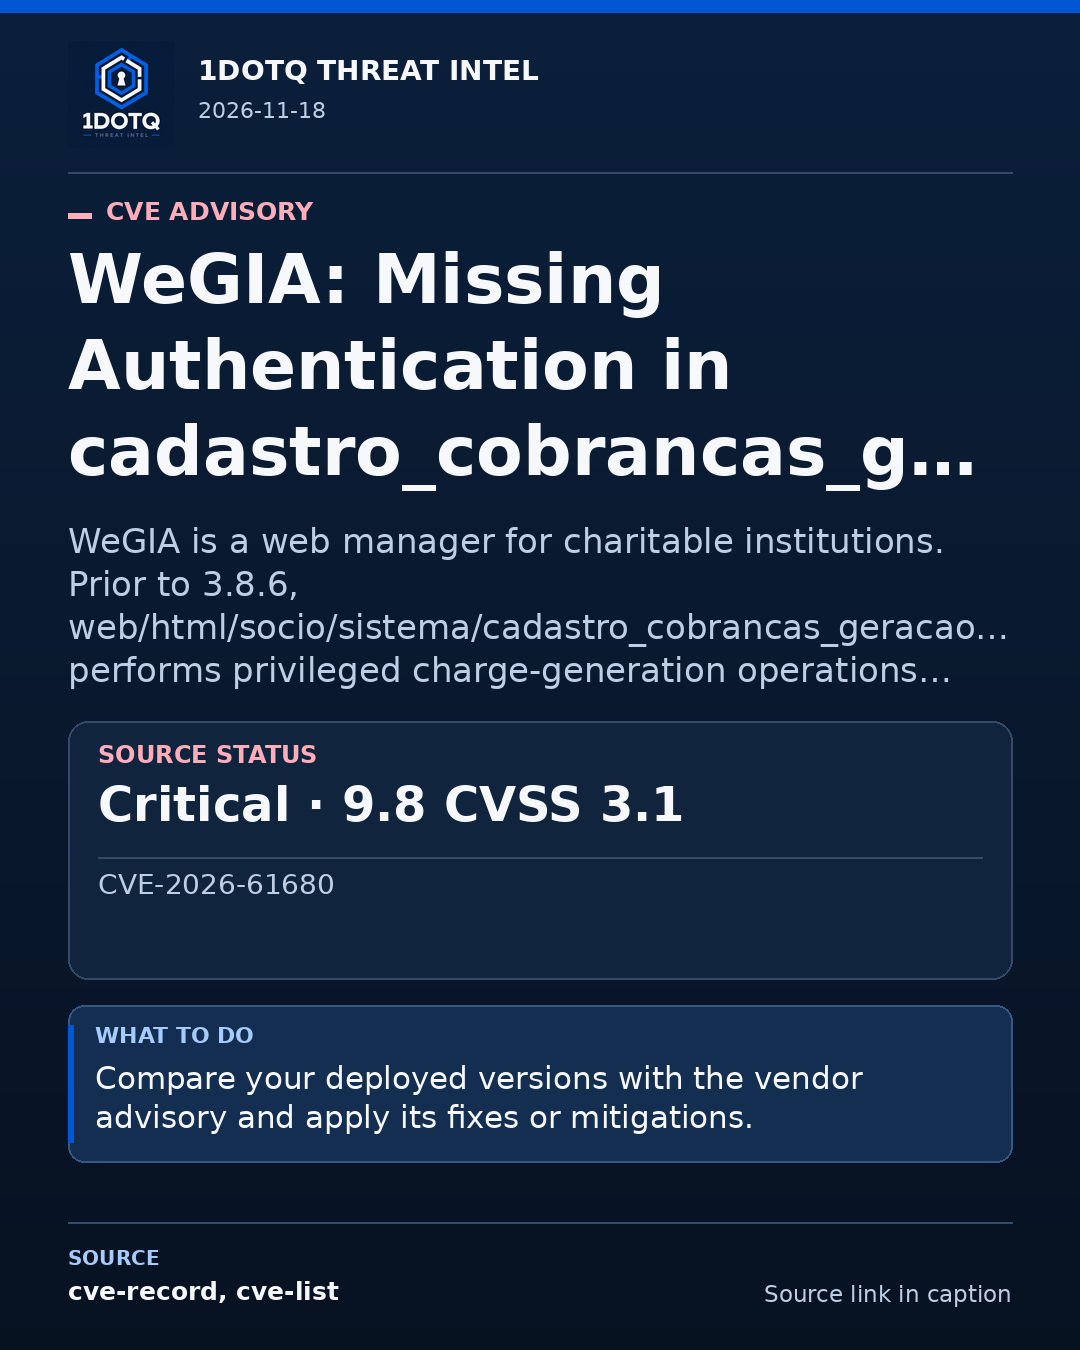 1DOTQ
THREAT INTEL
1DOTQ THREAT INTEL
2026-11-18
CVE ADVISORY
WeGIA: Missing
Authentication in
cadastro_cobrancas_g…
WeGIA is a web manager for charitable institutions.
Prior to 3.8.6,
web/html/socio/sistema/cadastro_cobrancas_geracao…
performs privileged charge-generation operations…
SOURCE STATUS
Critical · 9.8 CVSS 3.1
CVE-2026-61680
WHAT TO DO
Compare your deployed versions with the vendor
advisory and apply its fixes or mitigations.
SOURCE
cve-record, cve-list
Source link in caption